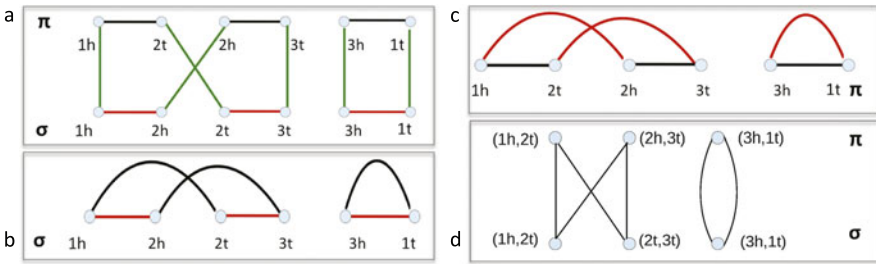 a
π
1h 2t 2h 3t 3h 1t
σ
1h 2h 2t 3t 3h 1t
b
σ
1h 2h 2t 3t 3h 1t
c
1h 2t 2h 3t 3h 1t π
d
(1h,2t) (2h,3t) (3h,1t) π
σ
(1h,2t) (2t,3t) (3h,1t)